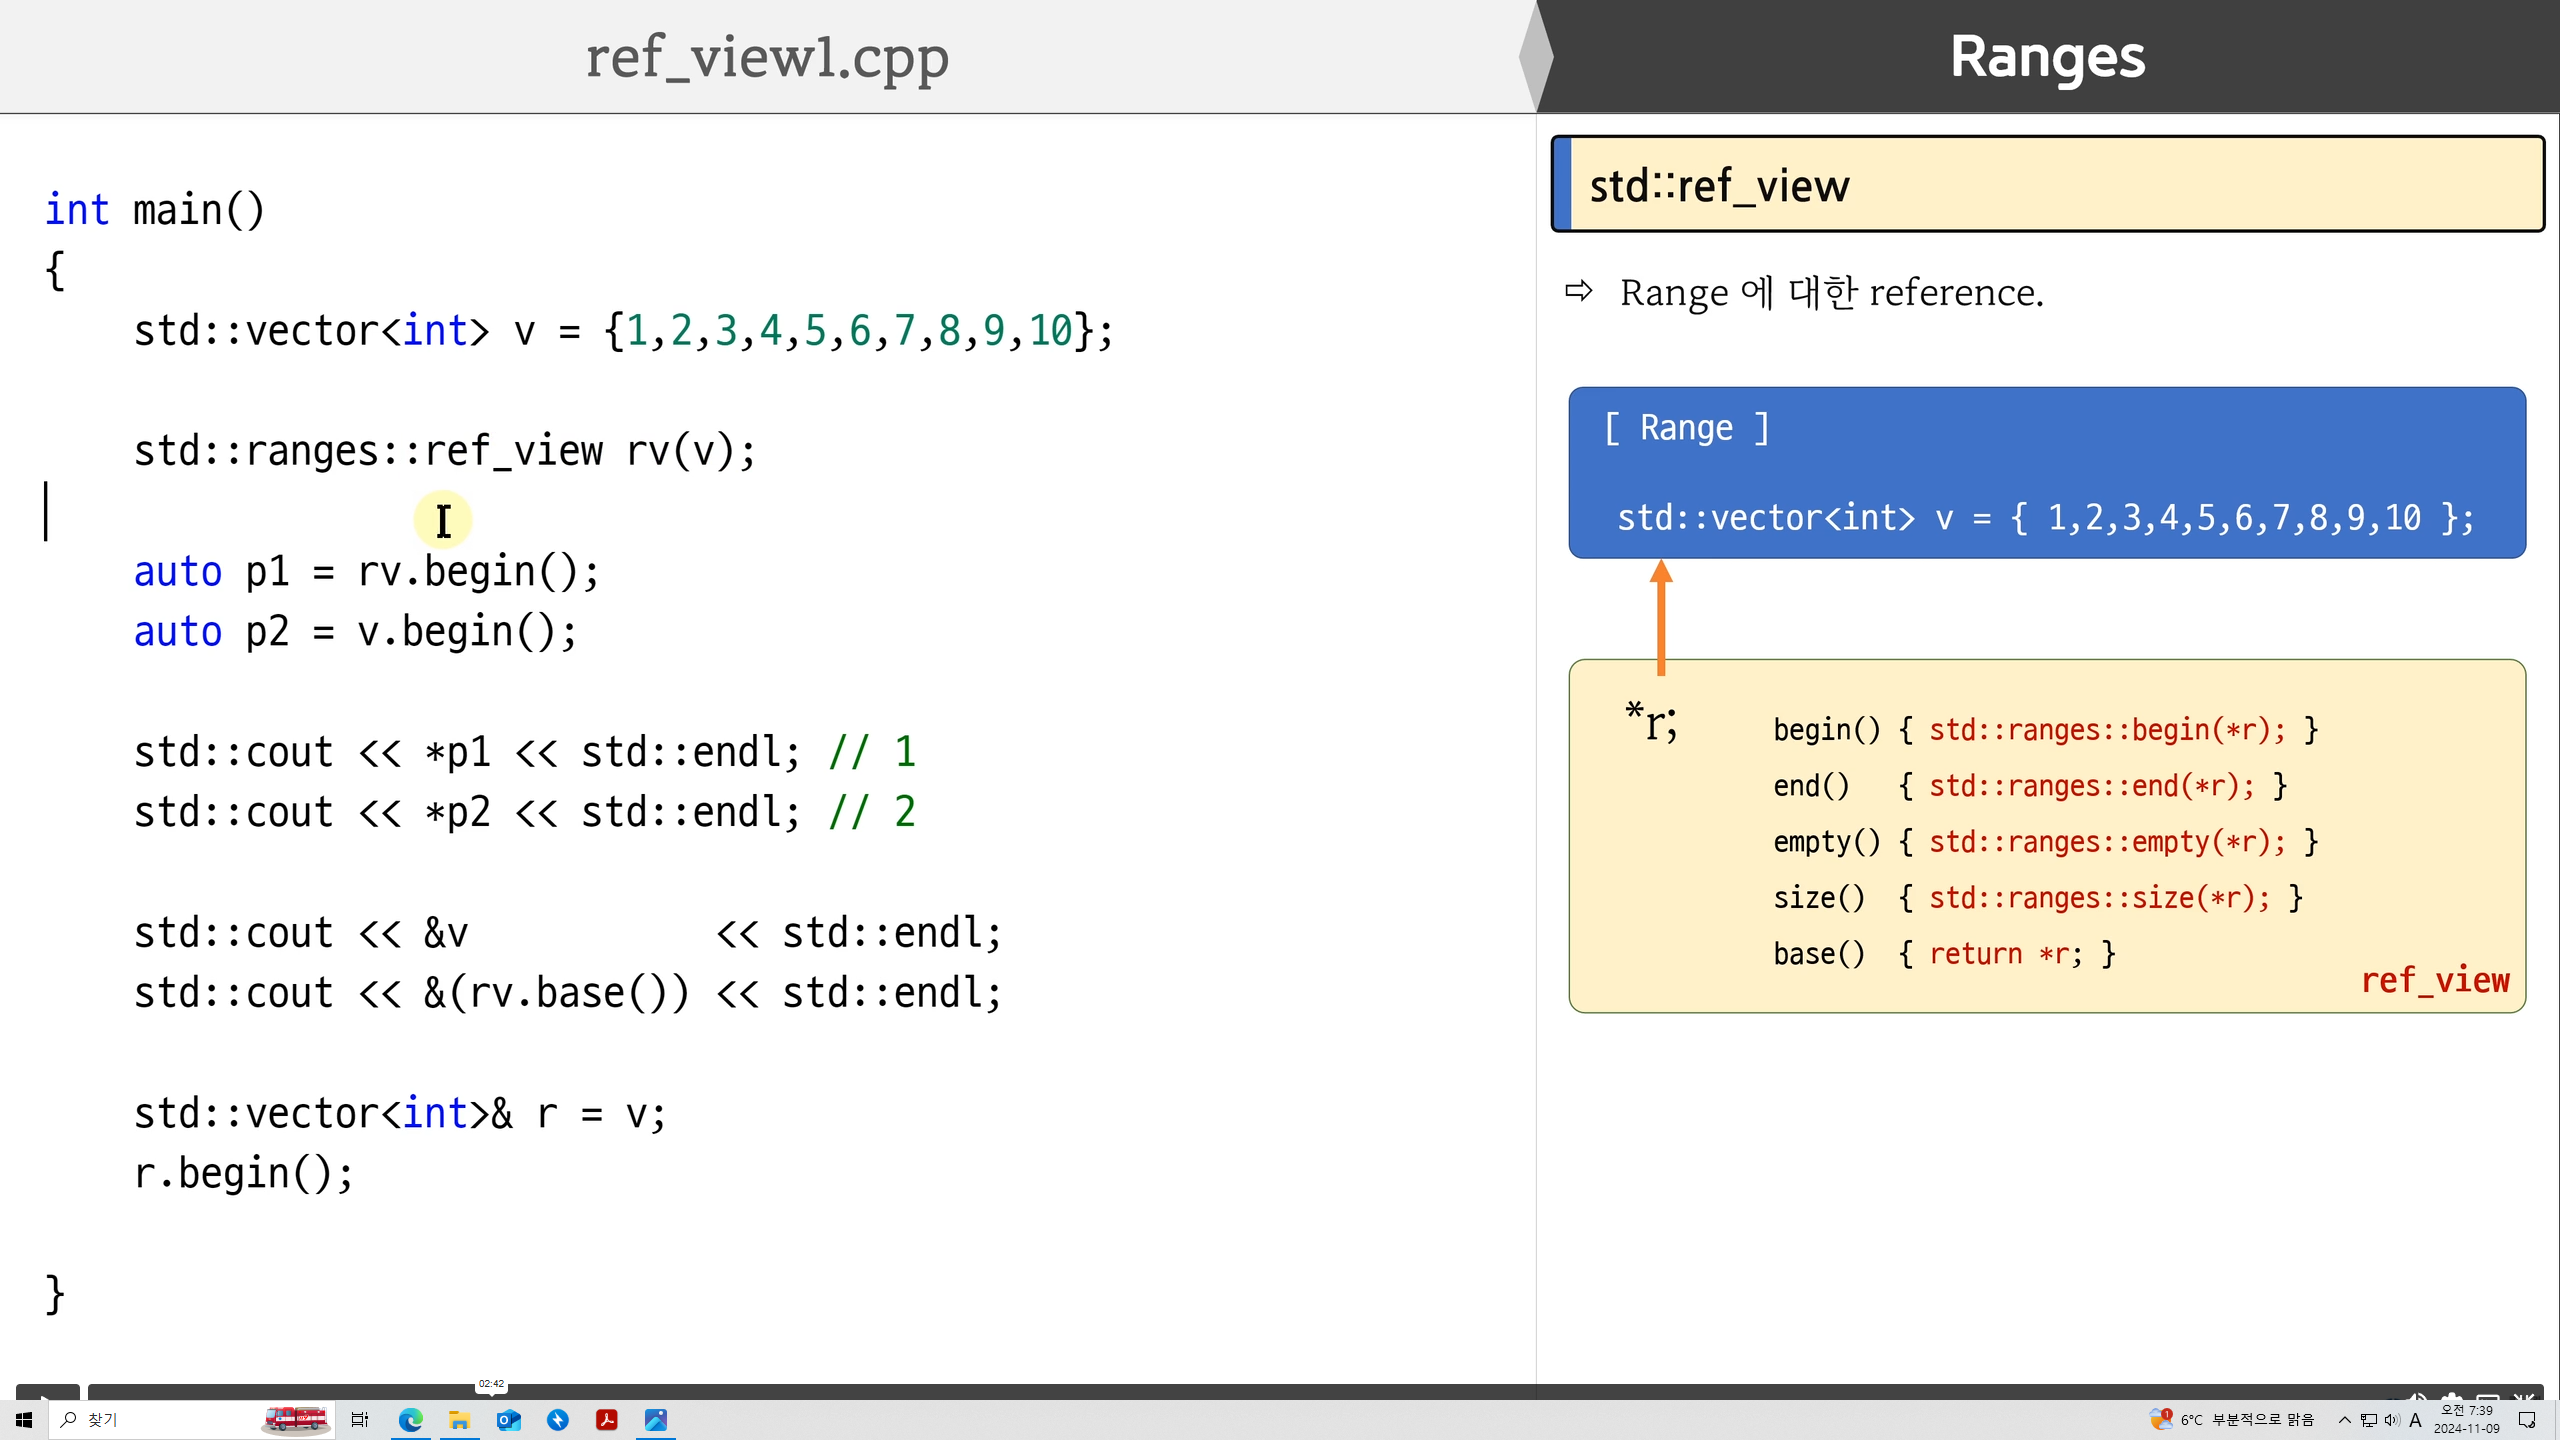 ref_view1.cpp
Ranges
int main()
{
    std::vector<int> v = {1,2,3,4,5,6,7,8,9,10};
    std::ranges::ref_view rv(v);
    auto p1 = rv.begin();
    auto p2 = v.begin();
    std::cout << *p1 << std::endl; // 1
    std::cout << *p2 << std::endl; // 2
    std::cout << &v           << std::endl;
    std::cout << &(rv.base()) << std::endl;
    std::vector<int>& r = v;
    r.begin();
}
std::ref_view
⇨ Range 에 대한 reference.
[ Range ]
std::vector<int> v = { 1,2,3,4,5,6,7,8,9,10 };
*r;
begin() { std::ranges::begin(*r); }
end()   { std::ranges::end(*r); }
empty() { std::ranges::empty(*r); }
size()  { std::ranges::size(*r); }
base()  { return *r; }
ref_view
02:42
찾기
1
6°C 부분적으로 맑음
A
오전 7:39
2024-11-09